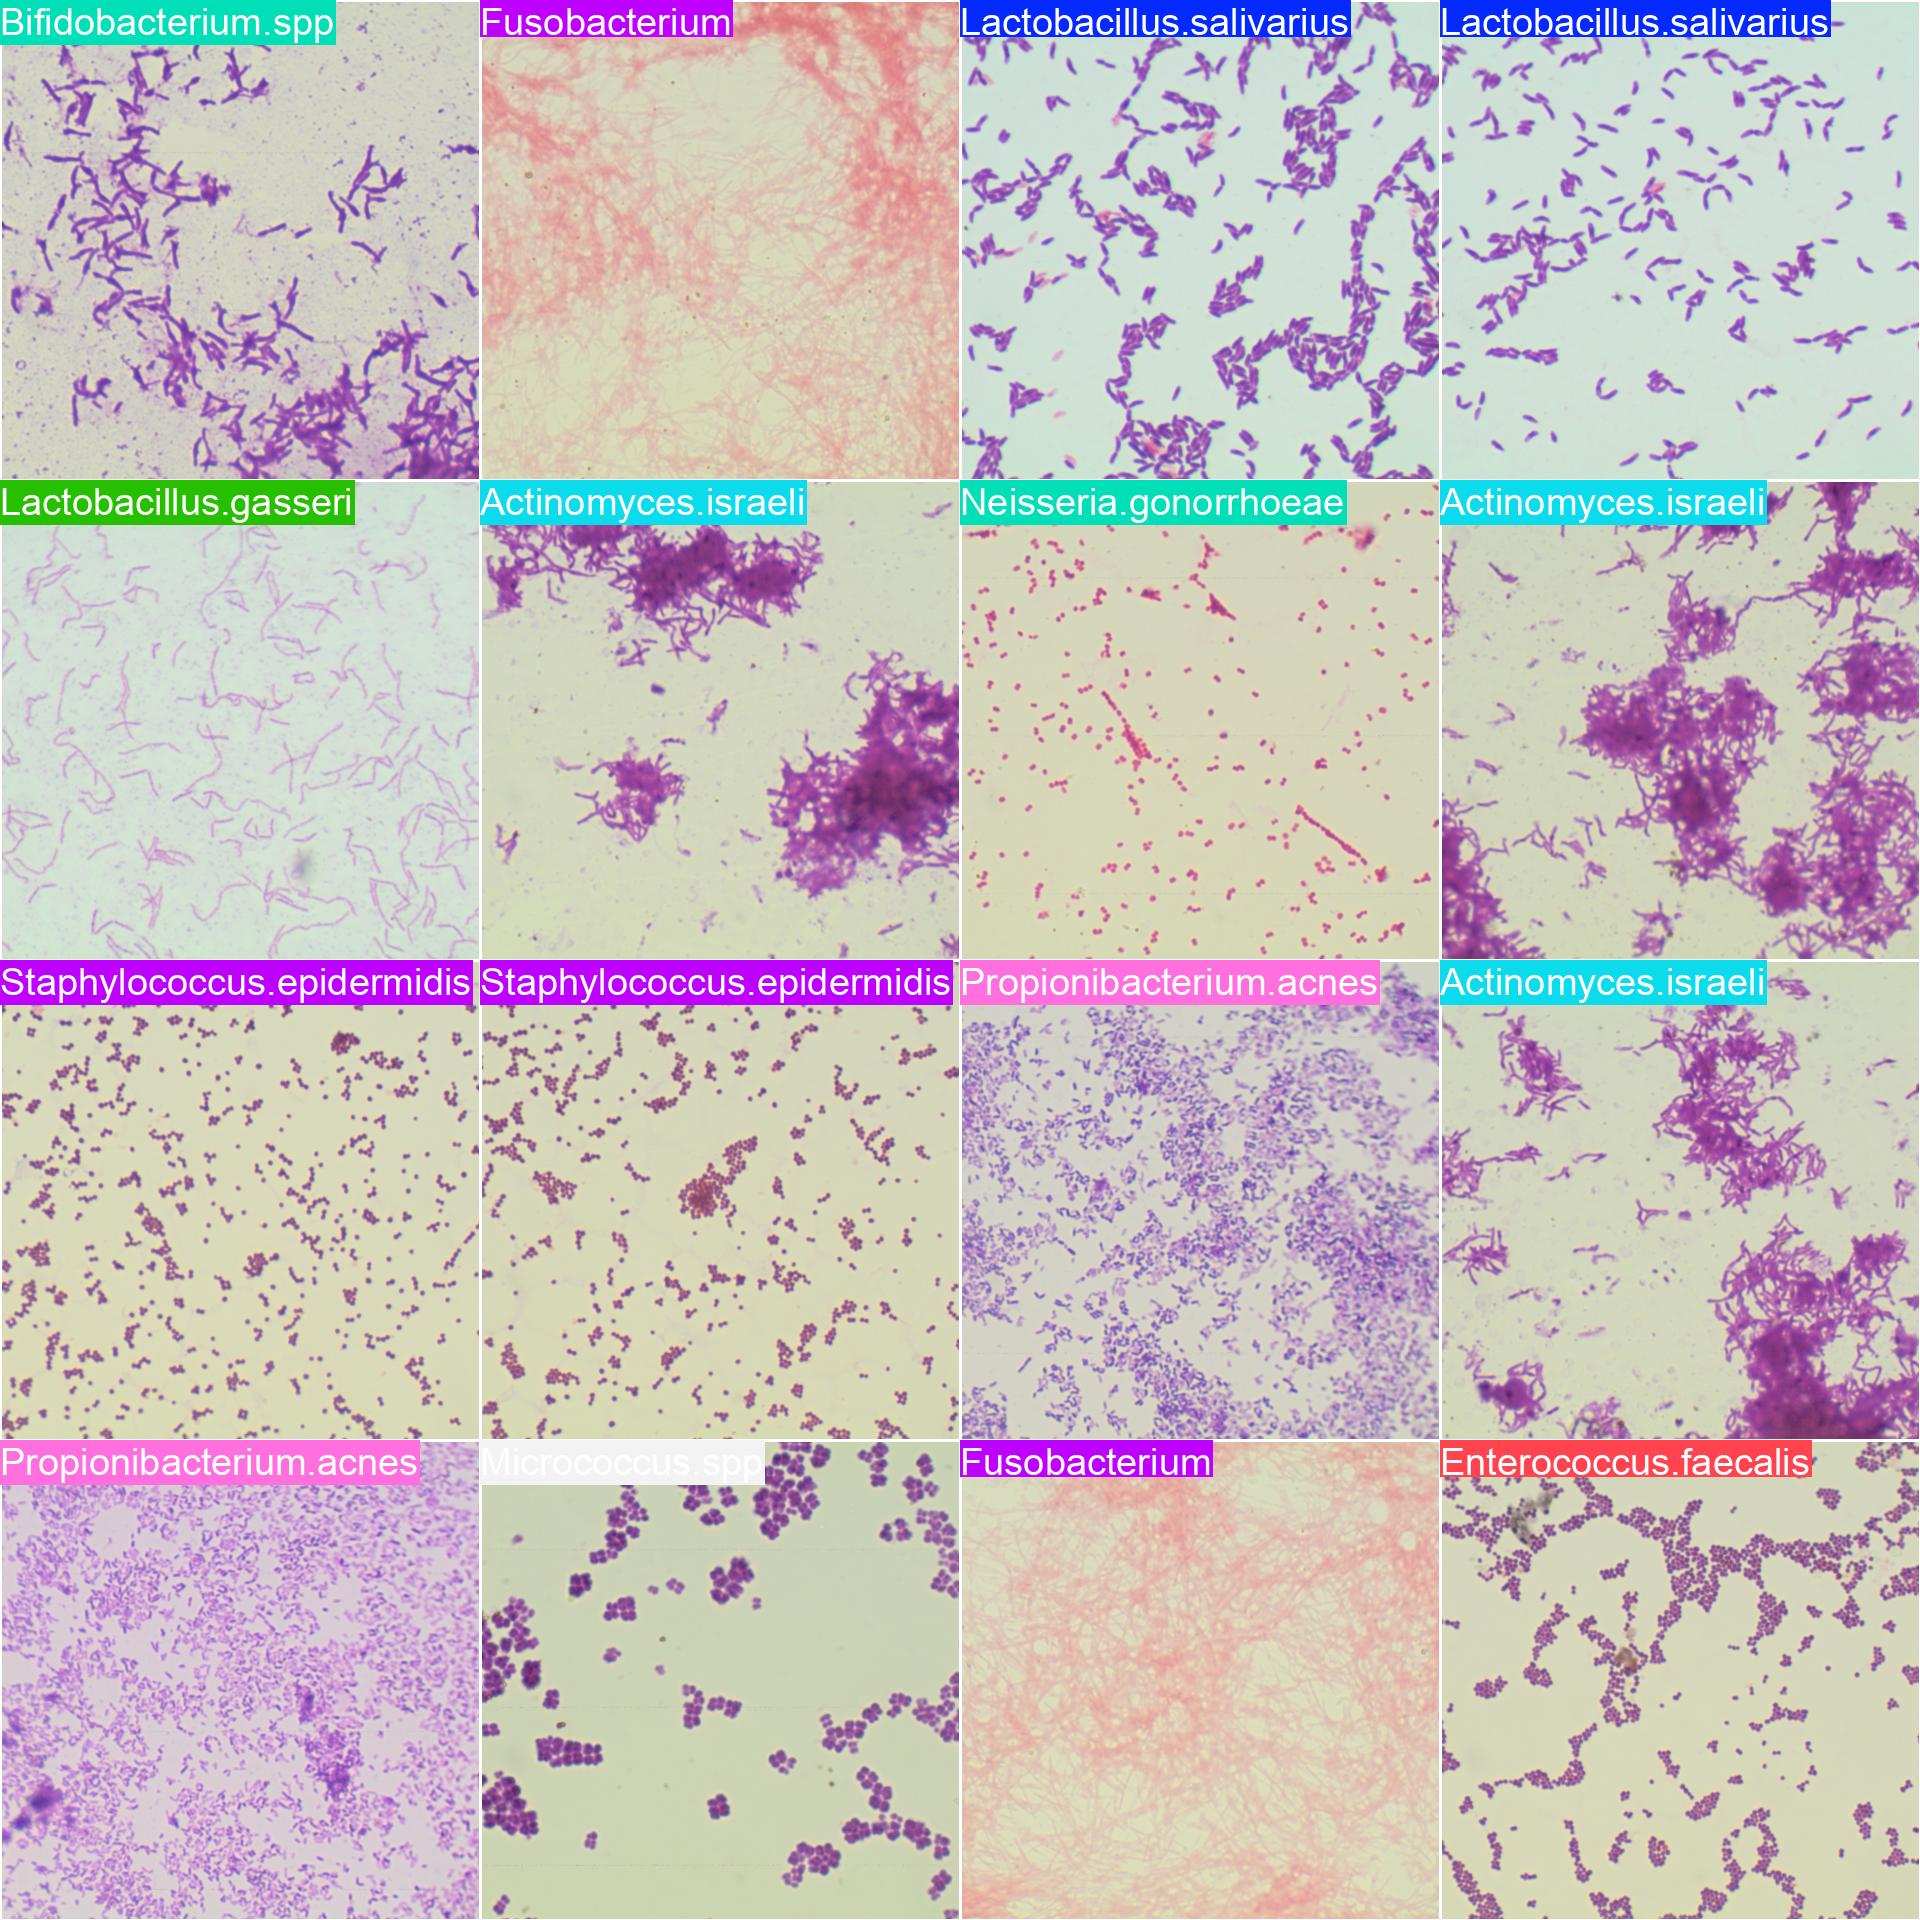 Bifidobacterium.spp
Fusobacterium
Lactobacillus.salivarius
Lactobacillus.salivarius
Lactobacillus.gasseri
Actinomyces.israeli
Neisseria.gonorrhoeae
Actinomyces.israeli
Staphylococcus.epidermidis
Staphylococcus.epidermidis
Propionibacterium.acnes
Actinomyces.israeli
Propionibacterium.acnes
Micrococcus.spp
Fusobacterium
Enterococcus.faecalis